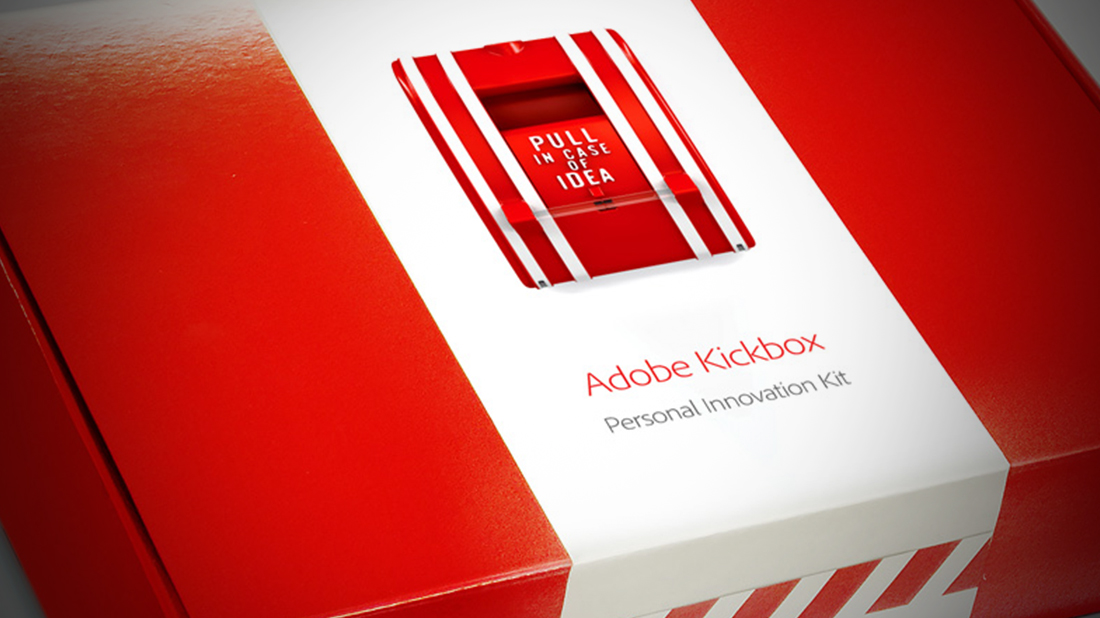 PULL
IN CASE
OF
IDEA
Adobe Kickbox
Personal Innovation Kit